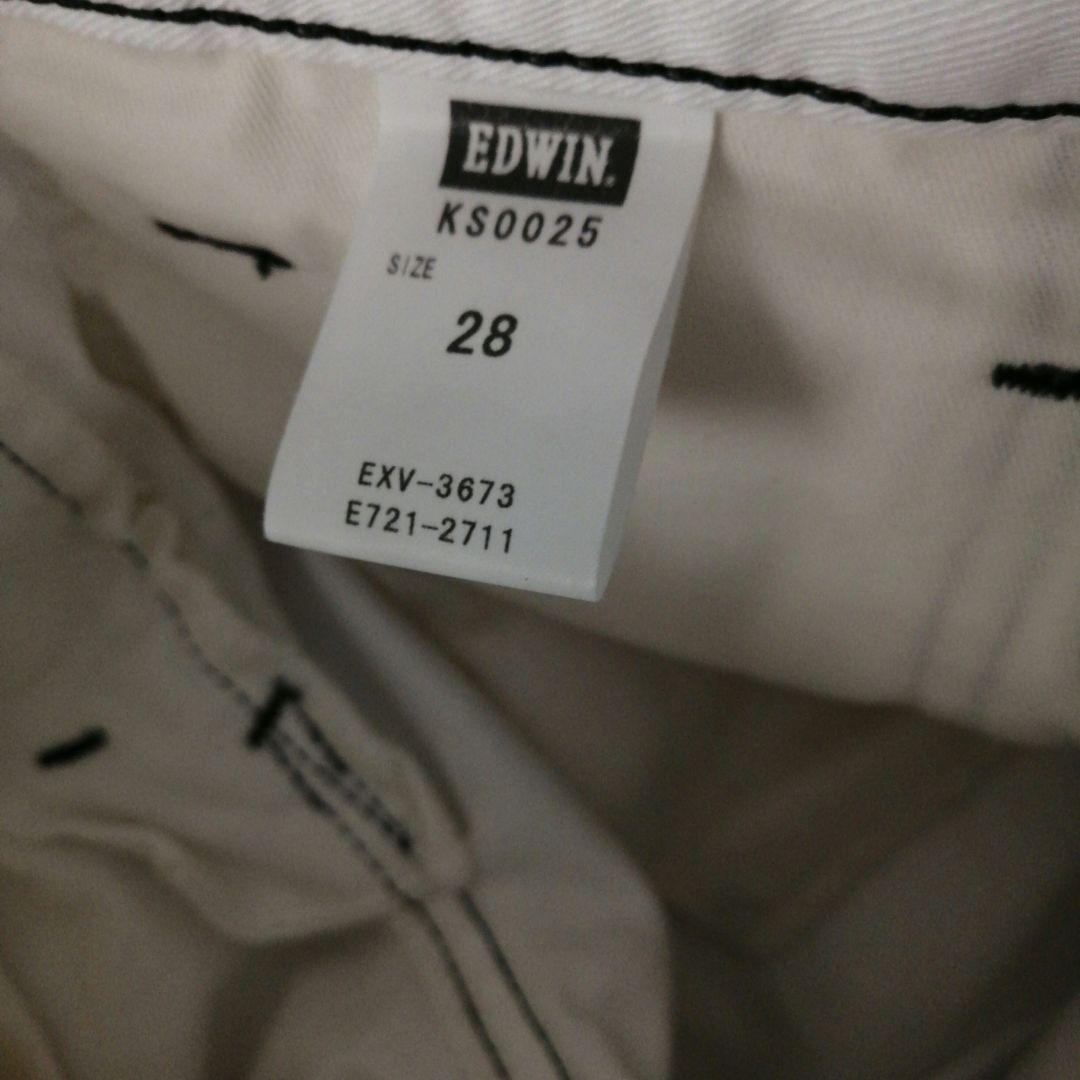 EDWIN.
KS0025
SIZE
28
EXV-3673
E721-2711